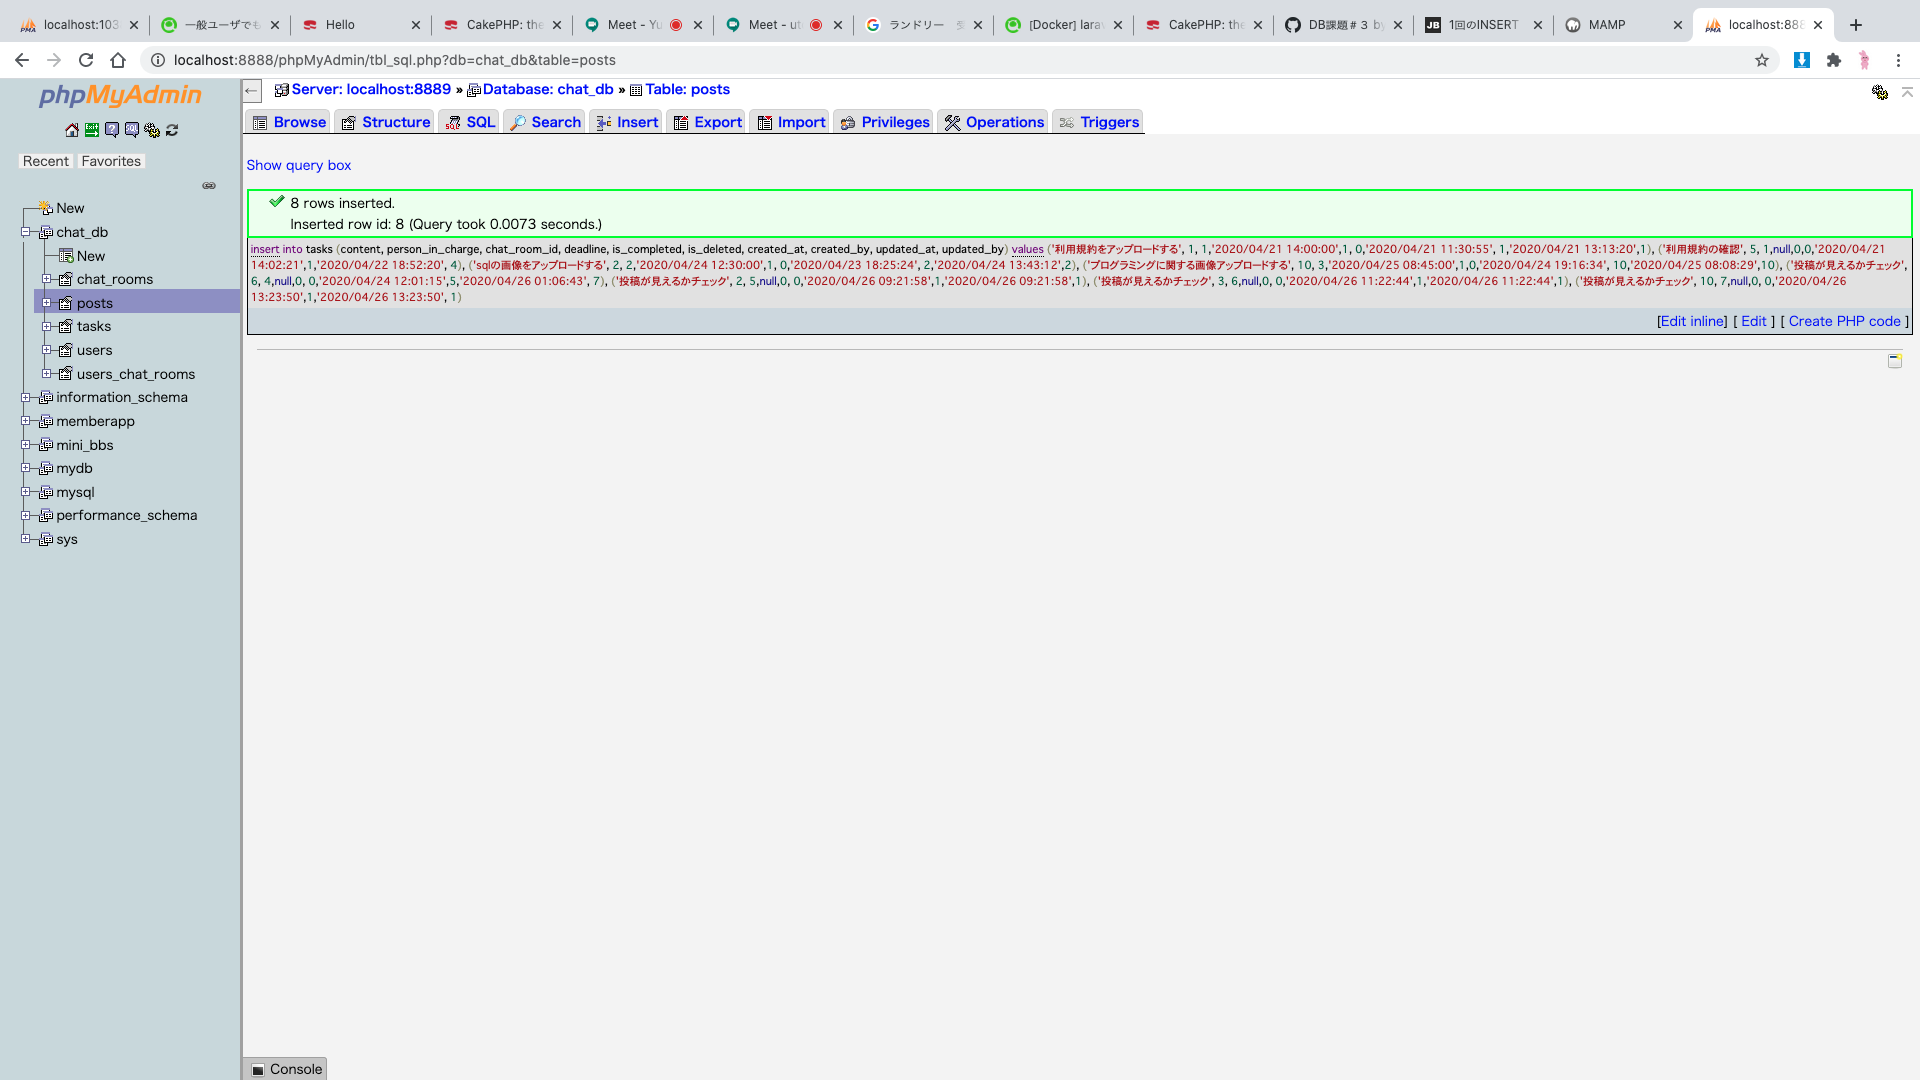 localhost:103
一般ユーザでも
Hello
CakePHP: the
Meet - Yu
Meet - ut
ランドリー 受
[Docker] larav
CakePHP: the
DB課題#3 by
JB 1回のINSERT
MAMP
localhost:888
localhost:8888/phpMyAdmin/tbl_sql.php?db=chat_db&table=posts
phpMyAdmin
Recent Favorites
New
chat_db
New
chat_rooms
posts
tasks
users
users_chat_rooms
information_schema
memberapp
mini_bbs
mydb
mysql
performance_schema
sys
Server: localhost:8889 » Database: chat_db » Table: posts
Browse Structure SQL Search Insert Export Import Privileges Operations Triggers
Show query box
8 rows inserted.
Inserted row id: 8 (Query took 0.0073 seconds.)
insert into tasks (content, person_in_charge, chat_room_id, deadline, is_completed, is_deleted, created_at, created_by, updated_at, updated_by) values ('利用規約をアップロードする', 1, 1,'2020/04/21 14:00:00',1, 0,'2020/04/21 11:30:55', 1,'2020/04/21 13:13:20',1), ('利用規約の確認', 5, 1,null,0,0,'2020/04/21
14:02:21',1,'2020/04/22 18:52:20', 4), ('sqlの画像をアップロードする', 2, 2,'2020/04/24 12:30:00',1, 0,'2020/04/23 18:25:24', 2,'2020/04/24 13:43:12',2), ('プログラミングに関する画像アップロードする', 10, 3,'2020/04/25 08:45:00',1,0,'2020/04/24 19:16:34', 10,'2020/04/25 08:08:29',10), ('投稿が見えるかチェック',
6, 4,null,0, 0,'2020/04/24 12:01:15',5,'2020/04/26 01:06:43', 7), ('投稿が見えるかチェック', 2, 5,null,0, 0,'2020/04/26 09:21:58',1,'2020/04/26 09:21:58',1), ('投稿が見えるかチェック', 3, 6,null,0, 0,'2020/04/26 11:22:44',1,'2020/04/26 11:22:44',1), ('投稿が見えるかチェック', 10, 7,null,0, 0,'2020/04/26
13:23:50',1,'2020/04/26 13:23:50', 1)
[Edit inline] [ Edit ] [ Create PHP code ]
Console